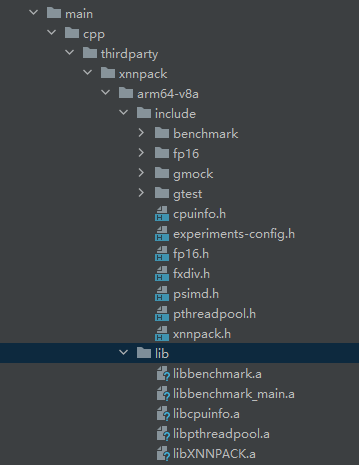 main
cpp
thirdparty
xnnpack
arm64-v8a
include
benchmark
fp16
gmock
gtest
cpuinfo.h
experiments-config.h
fp16.h
fxdiv.h
psimd.h
pthreadpool.h
xnnpack.h
lib
libbenchmark.a
libbenchmark_main.a
libcpuinfo.a
libpthreadpool.a
libXNNPACK.a